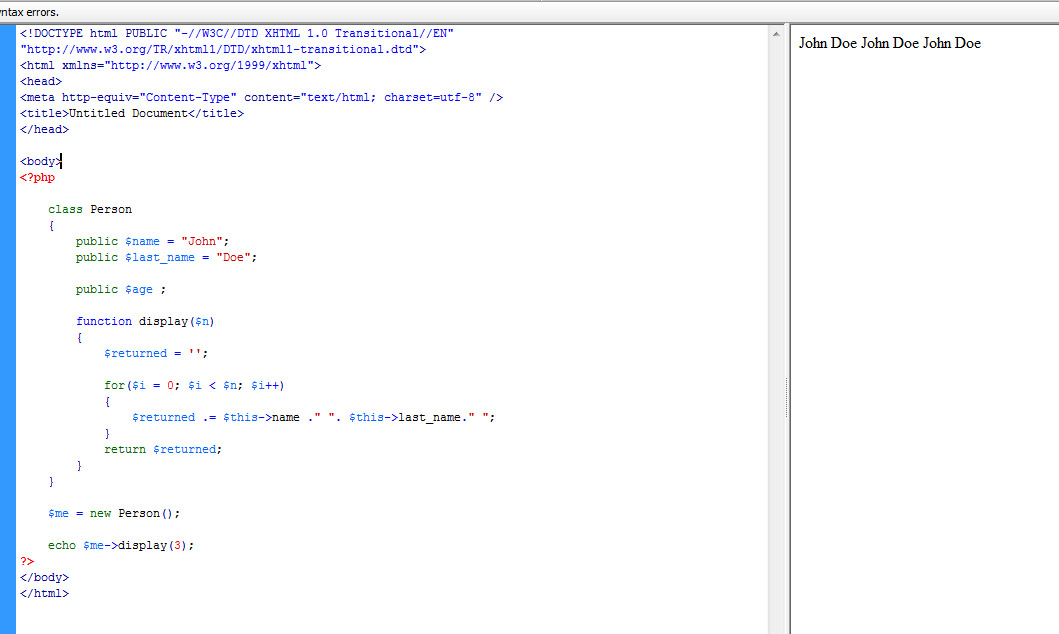 ntax errors.
<!DOCTYPE html PUBLIC "-//W3C//DTD XHTML 1.0 Transitional//EN"
"http://www.w3.org/TR/xhtml1/DTD/xhtml1-transitional.dtd">
<html xmlns="http://www.w3.org/1999/xhtml">
<head>
<meta http-equiv="Content-Type" content="text/html; charset=utf-8" />
<title>Untitled Document</title>
</head>
<body>
<?php
class Person
{
public $name = "John";
public $last_name = "Doe";
public $age ;
function display($n)
{
$returned = '';
for($i = 0; $i < $n; $i++)
{
$returned .= $this->name ." ". $this->last_name." ";
}
return $returned;
}
}
$me = new Person();
echo $me->display(3);
?>
</body>
</html>
John Doe John Doe John Doe